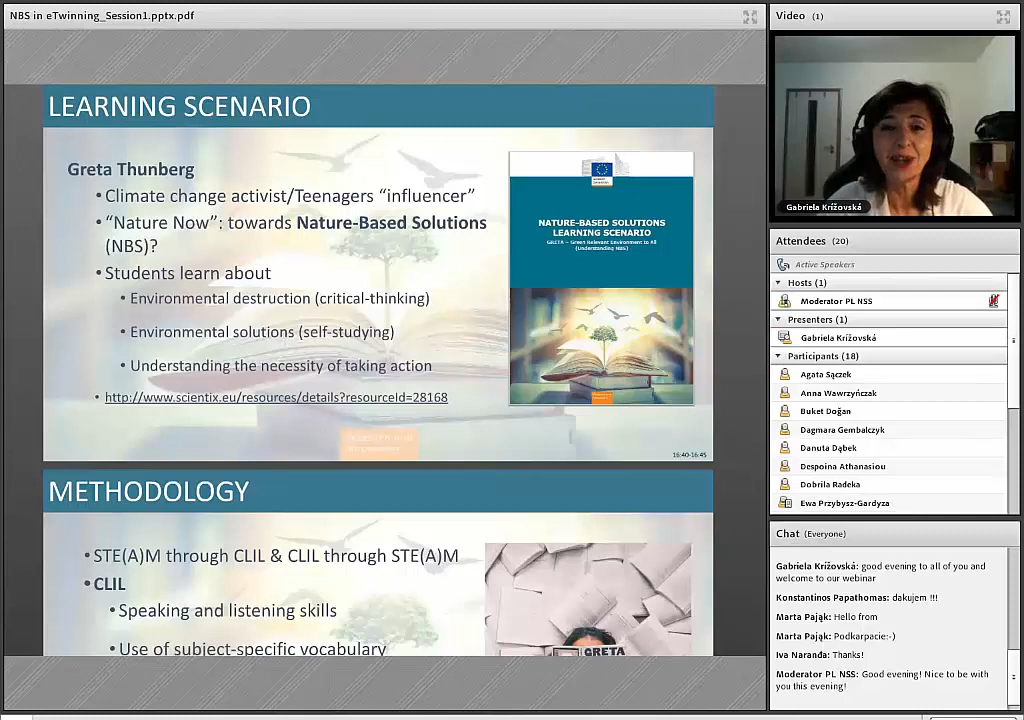 NBS in eTwinning_Session1.pptx.pdf
LEARNING SCENARIO
Greta Thunberg
• Climate change activist/Teenagers “influencer”
• “Nature Now”: towards Nature-Based Solutions
(NBS)?
• Students learn about
• Environmental destruction (critical-thinking)
• Environmental solutions (self-studying)
• Understanding the necessity of taking action
• http://www.scientix.eu/resources/details?resourceId=28168
NATURE-BASED SOLUTIONS
LEARNING SCENARIO
GRETA – Green Relevant Environment to All
(Understanding NBS)
16:40-16:45
METHODOLOGY
• STE(A)M through CLIL & CLIL through STE(A)M
• CLIL
• Speaking and listening skills
• Use of subject-specific vocabulary
GRETA
Video (1)
Gabriela Krížovská
Attendees (20)
Active Speakers
Hosts (1)
Moderator PL NSS
Presenters (1)
Gabriela Krížovská
Participants (18)
Agata Sączek
Anna Wawrzyńczak
Buket Doğan
Dagmara Gembalczyk
Danuta Dąbek
Despoina Athanasiou
Dobrila Radeka
Ewa Przybysz-Gardyza
Chat (Everyone)
Gabriela Krížovská: good evening to all of you and
welcome to our webinar
Konstantinos Papathomas: dakujem !!!
Marta Pająk: Hello from
Marta Pająk: Podkarpacie:-)
Iva Naranđa: Thanks!
Moderator PL NSS: Good evening! Nice to be with
you this evening!